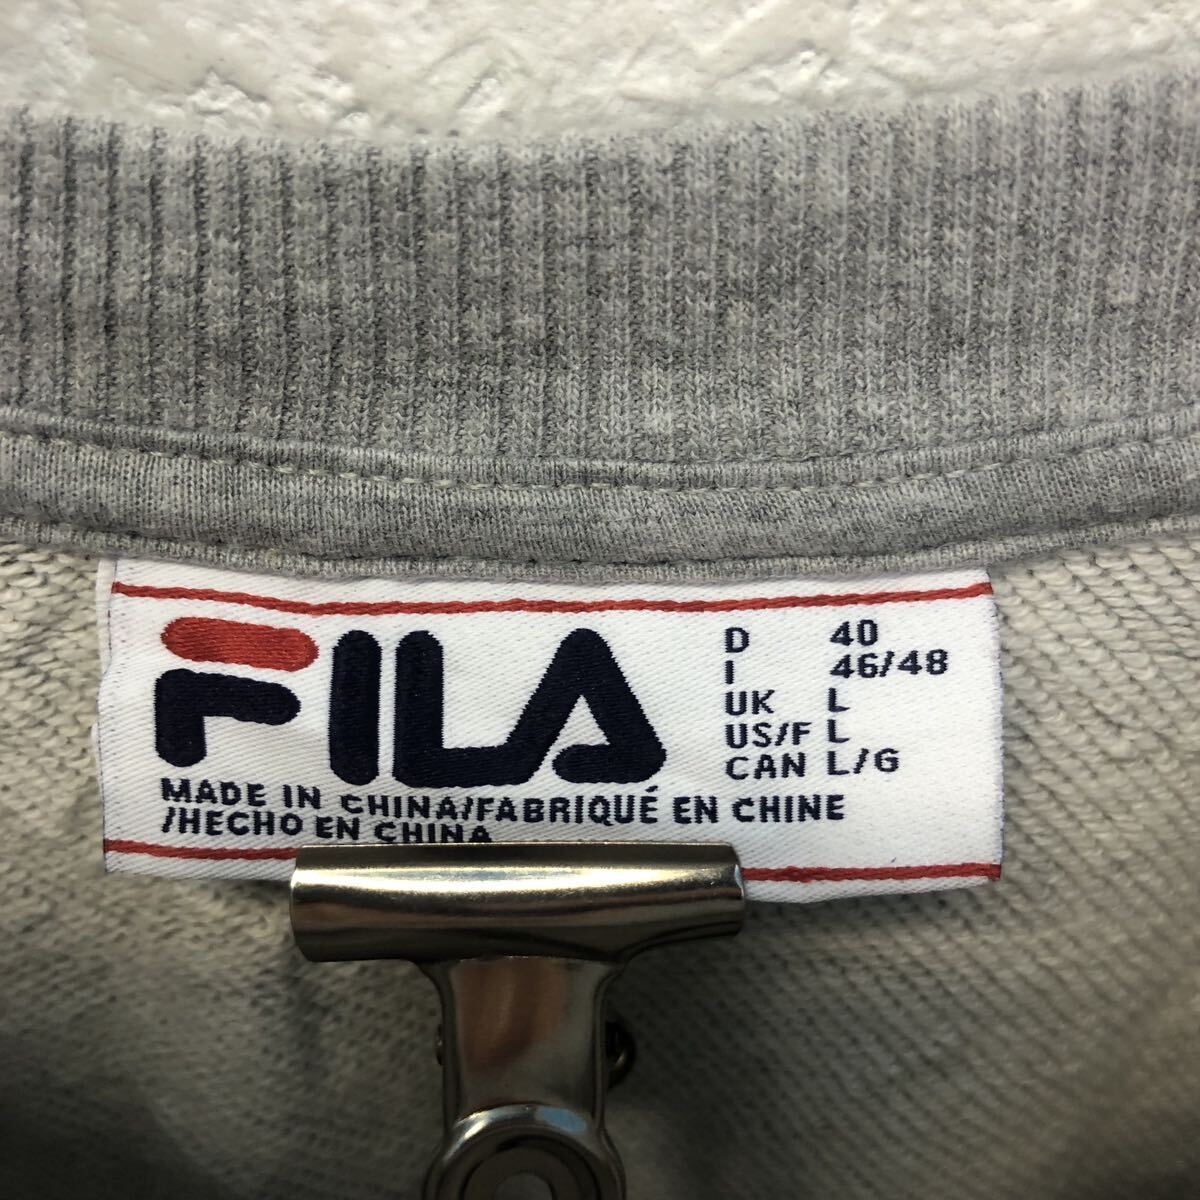 FILA
D 40
I 46/48
UK L
US/F L
CAN L/G
MADE IN CHINA/FABRIQUÉ EN CHINE
/HECHO EN CHINA